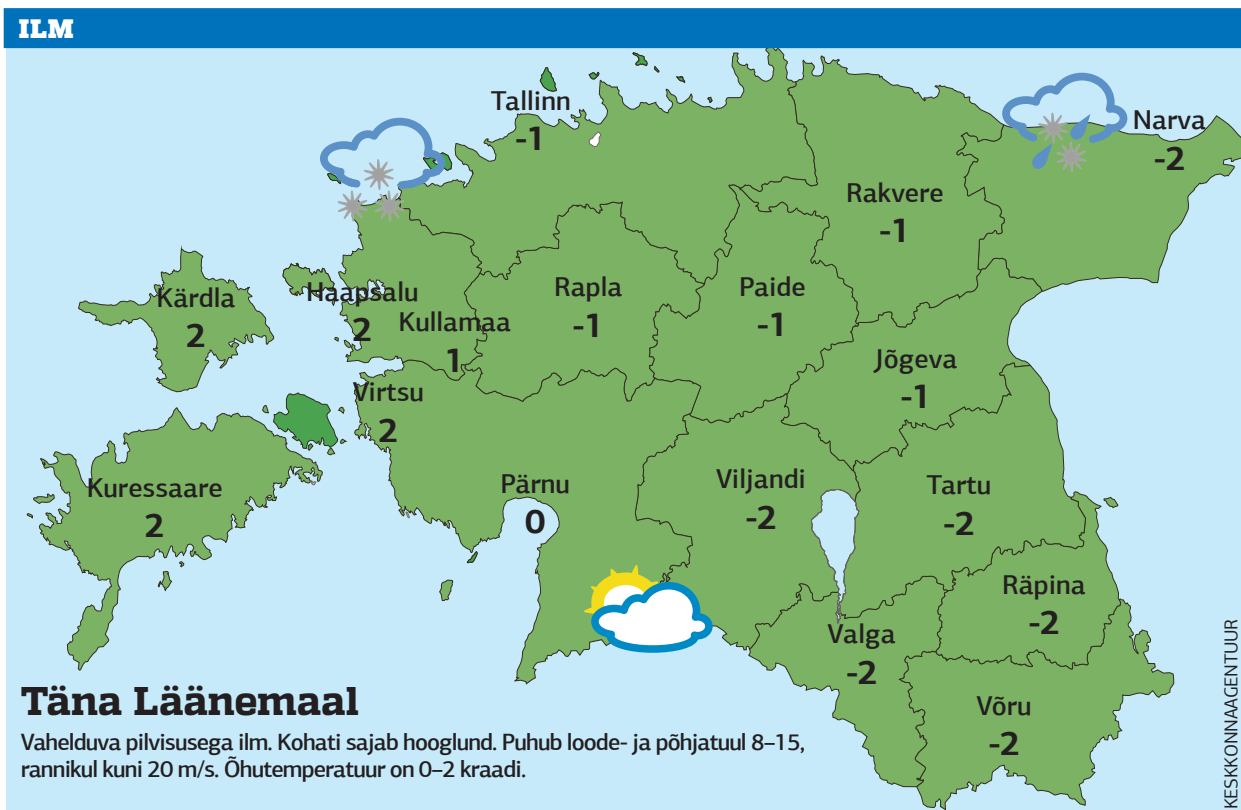 ILM
Tallinn
-1
Narva
-2
Rakvere
-1
Kärdla
2
Haapsalu
2
Kullamaa
1
Rapla
-1
Paide
-1
Jõgeva
-1
Virtsu
2
Kuressaare
2
Pärnu
0
Viljandi
-2
Tartu
-2
Räpina
-2
Valga
-2
Võru
-2
Täna Läänemaal
Vahelduva pilvisusega ilm. Kohati sajab hooglund. Puhub loode- ja põhjatuul 8–15,
rannikul kuni 20 m/s. Õhutemperatuur on 0–2 kraadi.
KESKKONNAAGENTUUR